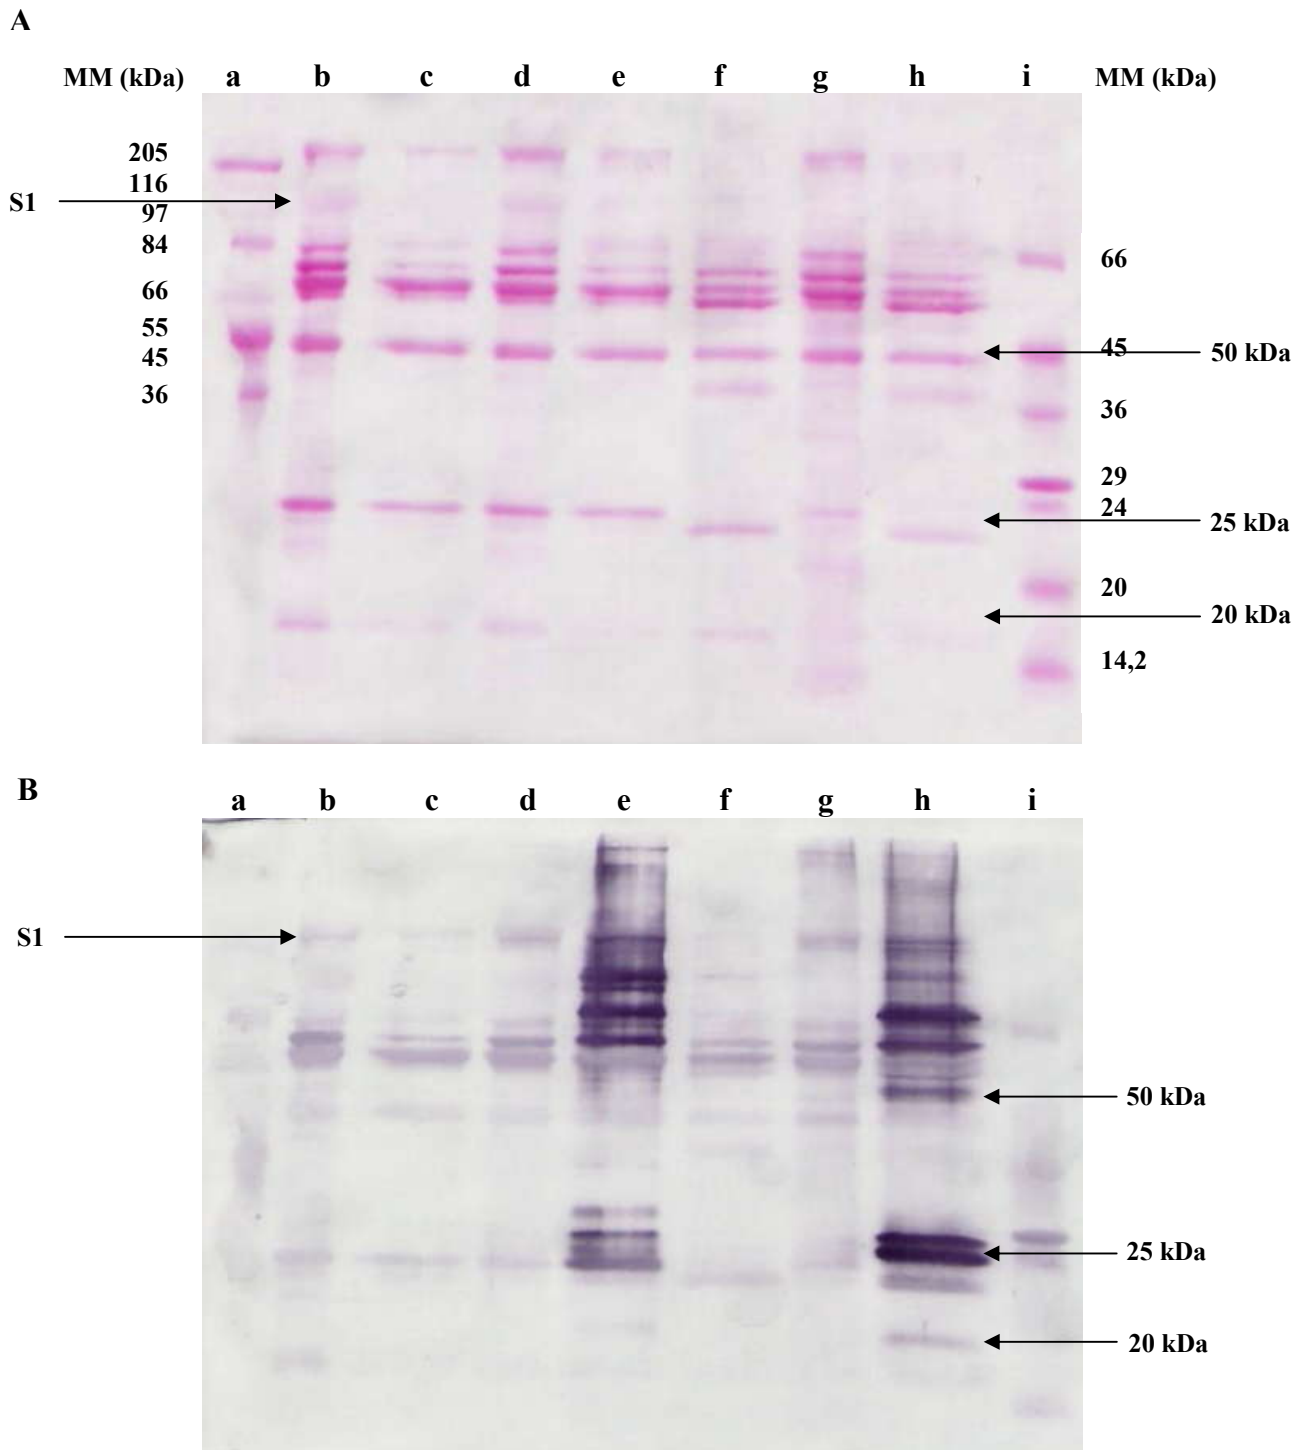 A
MM (kDa) a b c d e f g h i MM (kDa)
205
116
S1
97
84
66
66
55
45
45
50 kDa
36
36
29
24
25 kDa
20
20 kDa
14,2
B
a b c d e f g h i
S1
50 kDa
25 kDa
20 kDa